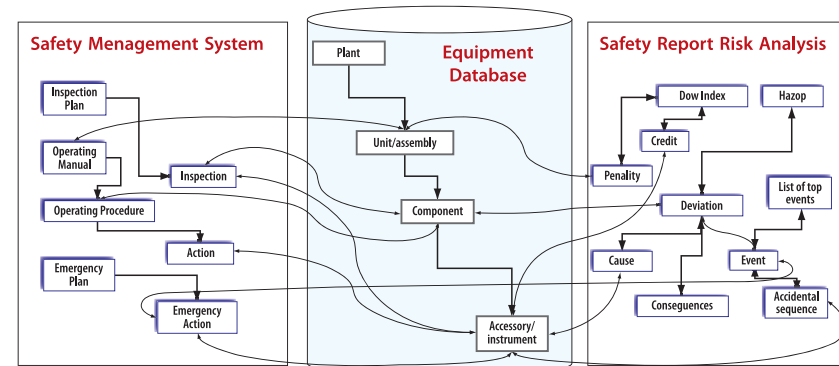 Safety Menagement System
Inspection
Plan
Operating
Manual
Inspection
Operating Procedure
Action
Emergency
Plan
Emergency
Action
Equipment
Database
Plant
Unit/assembly
Component
Accessory/
instrument
Safety Report Risk Analysis
Dow Index
Hazop
Credit
Penality
List of top
events
Deviation
Cause
Event
Conseguences
Accidental
sequence